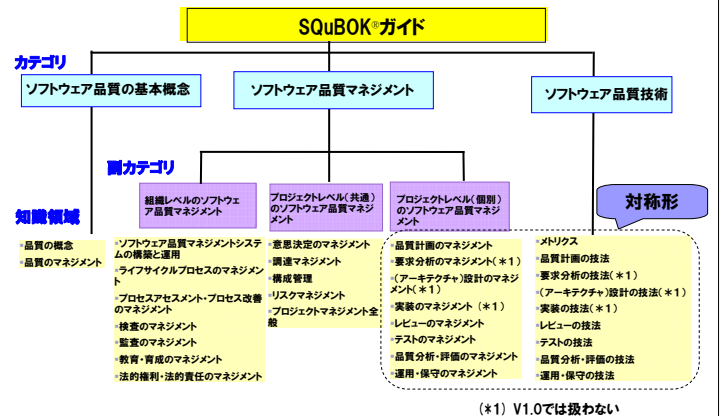 SQuBOK®ガイド
カテゴリ
ソフトウェア品質の基本概念
ソフトウェア品質マネジメント
ソフトウェア品質技術
副カテゴリ
組織レベルのソフトウェ
ア品質マネジメント
プロジェクトレベル(共通)
のソフトウェア品質マネジ
メント
プロジェクトレベル(個別)
のソフトウェア品質マネジ
メント
対称形
知識領域
▪品質の概念
▪品質のマネジメント
▪ソフトウェア品質マネジメントシステ
ムの構築と運用
▪ライフサイクルプロセスのマネジメン
ト
▪プロセスアセスメント・プロセス改善
のマネジメント
▪検査のマネジメント
▪監査のマネジメント
▪教育・育成のマネジメント
▪法的権利・法的責任のマネジメント
▪意思決定のマネジメント
▪調達マネジメント
▪構成管理
▪リスクマネジメント
▪プロジェクトマネジメント全
般
▪品質計画のマネジメント
▪要求分析のマネジメント(*1)
▪(アーキテクチャ)設計のマネジ
メント(*1)
▪実装のマネジメント (*1)
▪レビューのマネジメント
▪テストのマネジメント
▪品質分析・評価のマネジメント
▪運用・保守のマネジメント
▪メトリクス
▪品質計画の技法
▪要求分析の技法(*1)
▪(アーキテクチャ)設計の技法(*1)
▪実装の技法(*1)
▪レビューの技法
▪テストの技法
▪品質分析・評価の技法
▪運用・保守の技法
(*1) V1.0では扱わない